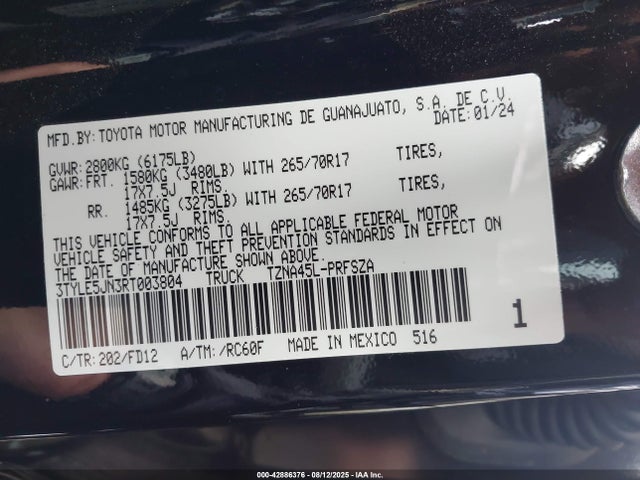 MFD.BY:TOYOTA MOTOR MANUFACTURING DE GUANAJUATO, S.A. DE C.V.
DATE:01/24
GVWR:2800KG (6175LB)
GAWR:FRT. 1580KG (3480LB) WITH 265/70R17 TIRES,
17X7.5J RIMS.
RR. 1485KG (3275LB) WITH 265/70R17 TIRES,
17X7.5J RIMS.
THIS VEHICLE CONFORMS TO ALL APPLICABLE FEDERAL MOTOR
VEHICLE SAFETY AND THEFT PREVENTION STANDARDS IN EFFECT ON
THE DATE OF MANUFACTURE SHOWN ABOVE.
3TYLE5JN3RT003804 TRUCK TZNA45L-PRFSZA
1
C/TR:202/FD12 A/TM:/RC60F MADE IN MEXICO 516
000-42886376 - 08/12/2025 - IAA Inc.